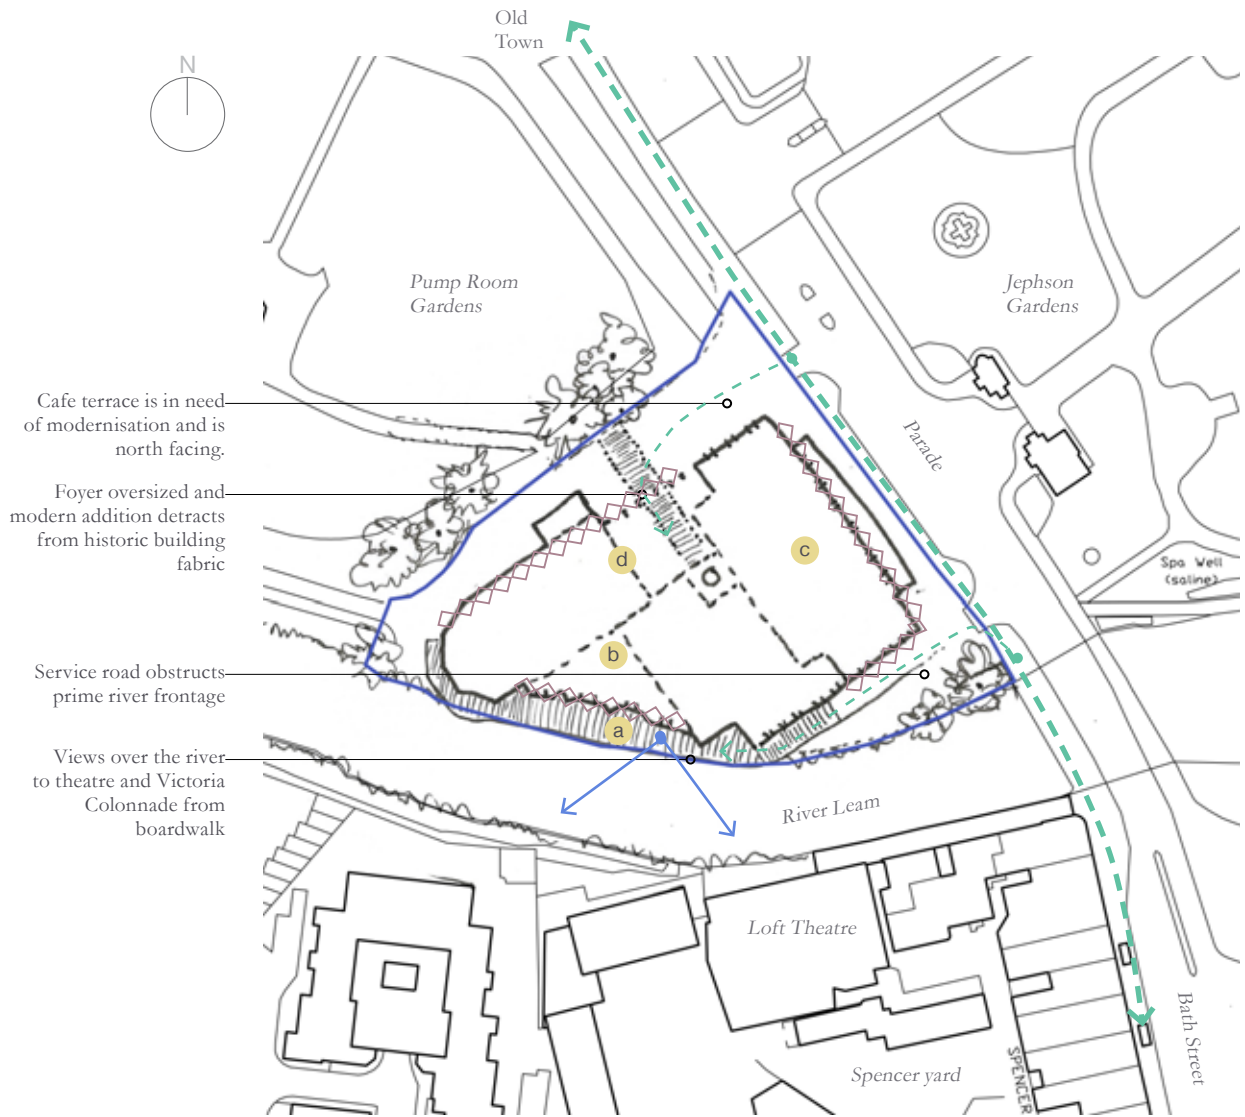 Old
Town
N
Pump Room
Gardens
Jephson
Gardens
Cafe terrace is in need
of modernisation and is
north facing.
Parade
Foyer oversized and
modern addition detracts
from historic building
fabric
d
c
Spa Well
(saline)
b
Service road obstructs
prime river frontage
a
Views over the river
to theatre and Victoria
Colonnade from
boardwalk
River Leam
Loft Theatre
Bath Street
Spencer yard
SPENCER